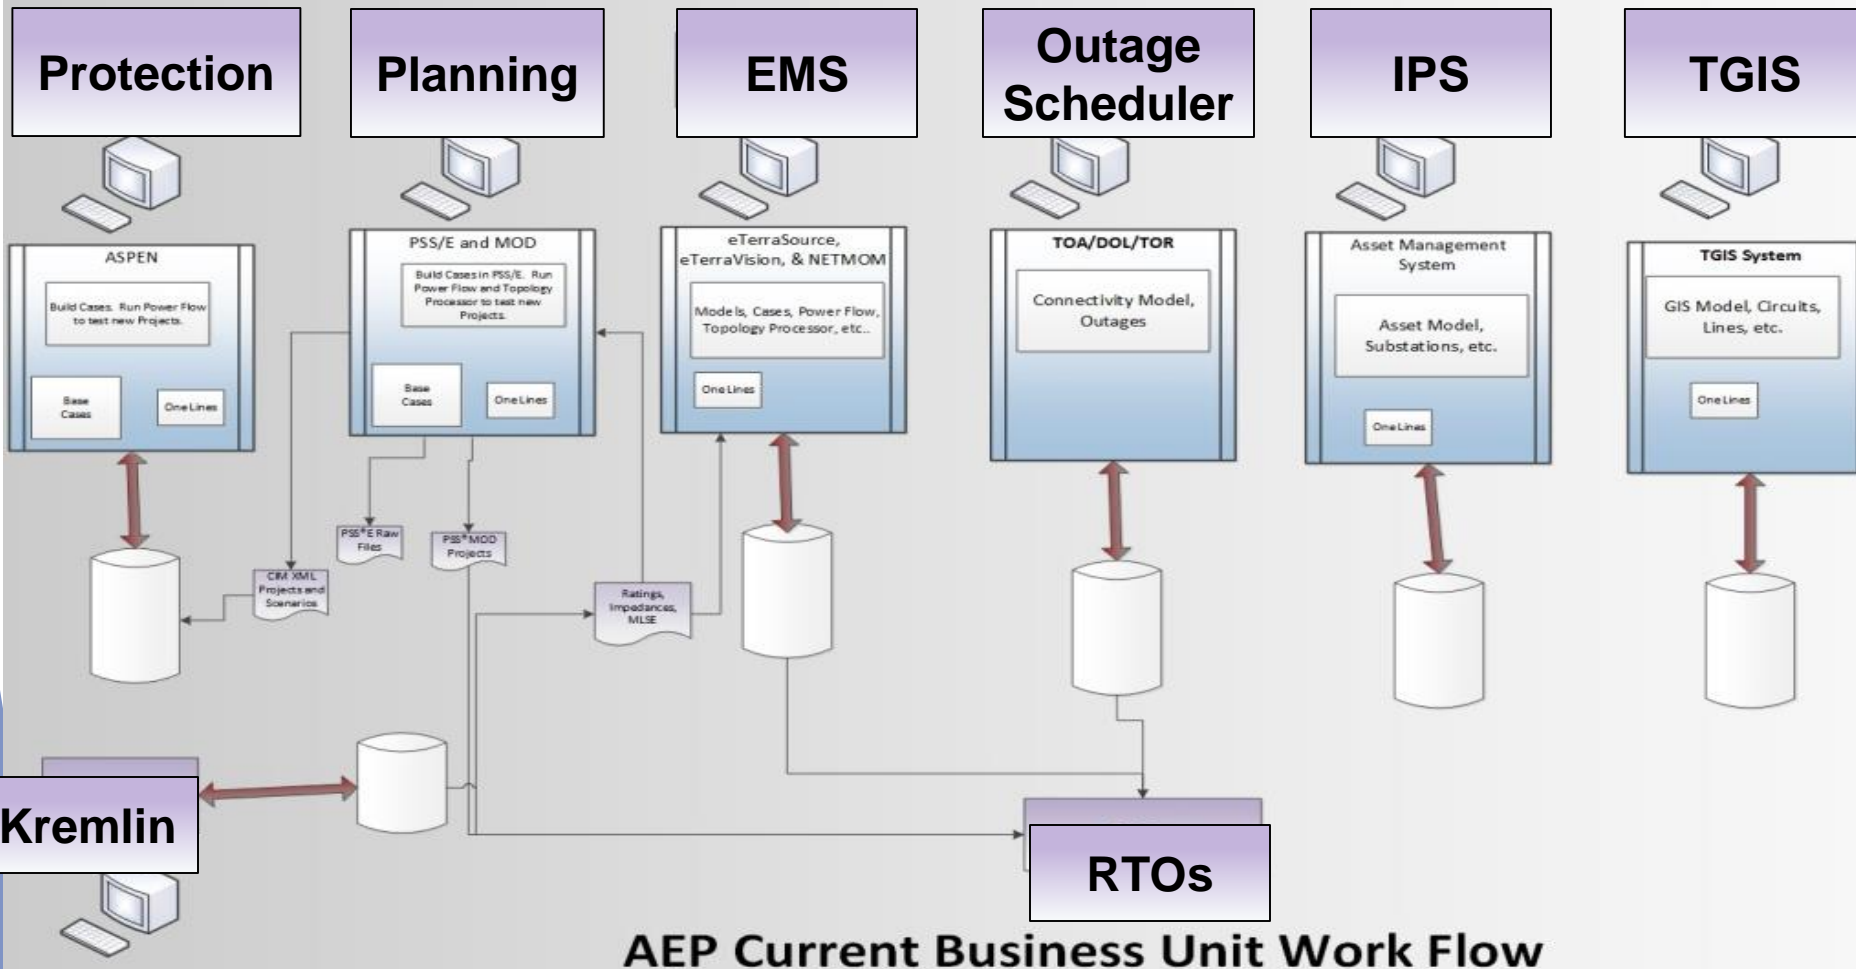 Protection
Planning
EMS
Outage
Scheduler
IPS
TGIS
ASPEN
Build Cases. Run Power Flow
to test new Projects.
Base
Cases
One Lines
PSS/E and MOD
Build Cases in PSS/E. Run
Power Flow and Topology
Processor to test new
Projects.
Base
Cases
One Lines
eTerraSource,
eTerraVision, & NETMOM
Models, Cases, Power Flow,
Topology Processor, etc..
One Lines
TOA/DOL/TOR
Connectivity Model,
Outages
Asset Management
System
Asset Model,
Substations, etc.
One Lines
TGIS System
GIS Model, Circuits,
Lines, etc.
One Lines
PSS®E Raw
Files
PSS®MOD
Projects
CIM XML
Projects and
Scenarios
Ratings,
Impedances,
MLSE
Kremlin
RTOs
AEP Current Business Unit Work Flow